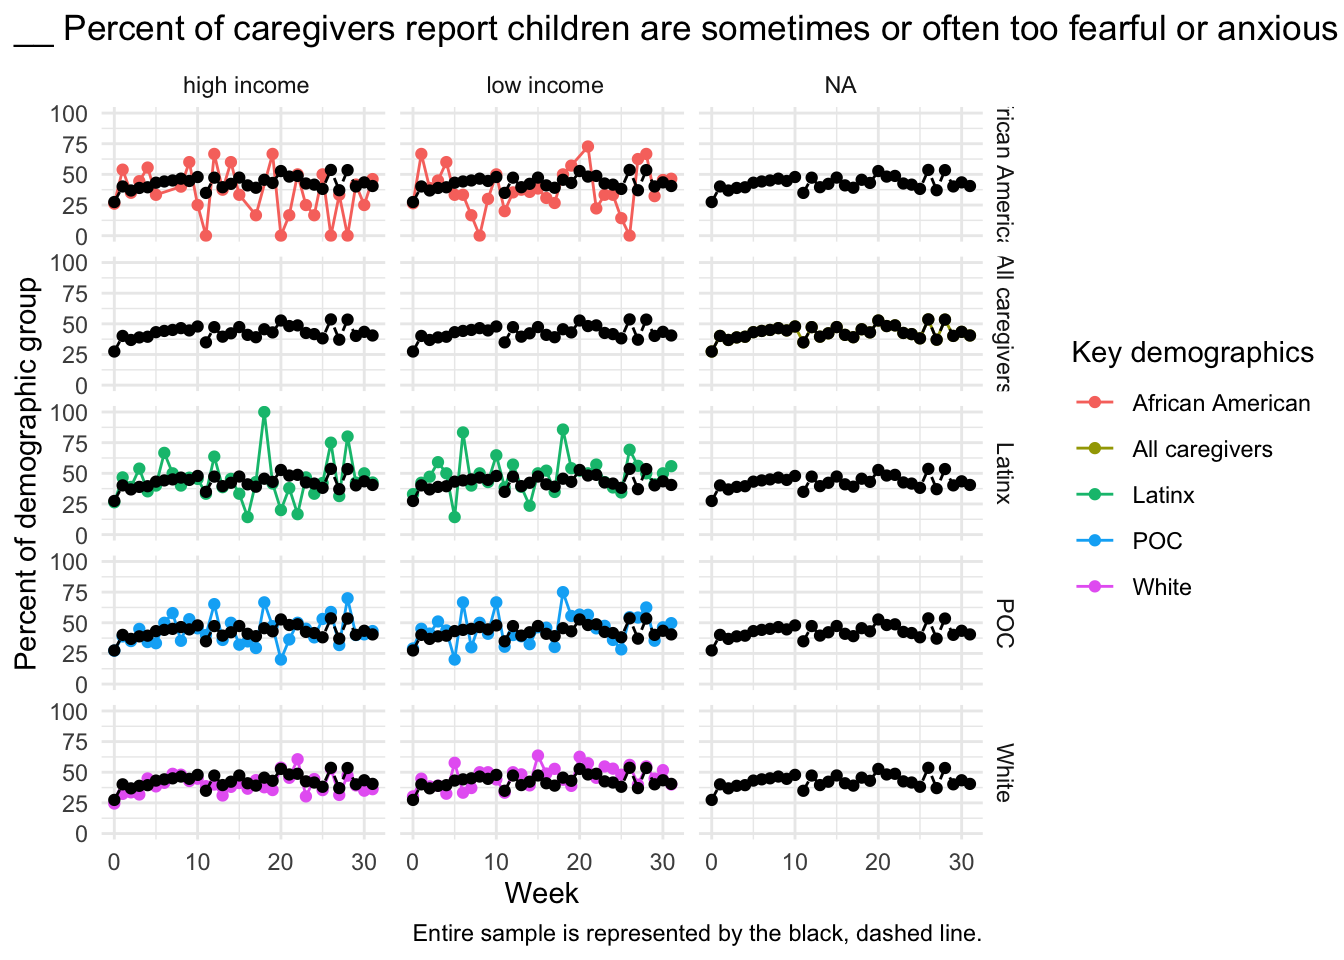 __ Percent of caregivers report children are sometimes or often too fearful or anxious
high income low income NA
100
75
50
25
0
rican America
100
75
50
25
0
All caregivers
100
75
50
25
0
Latinx
100
75
50
25
0
POC
100
75
50
25
0
White
0 10 20 30 0 10 20 30 0 10 20 30
Week
Percent of demographic group
Entire sample is represented by the black, dashed line.
Key demographics
African American
All caregivers
Latinx
POC
White